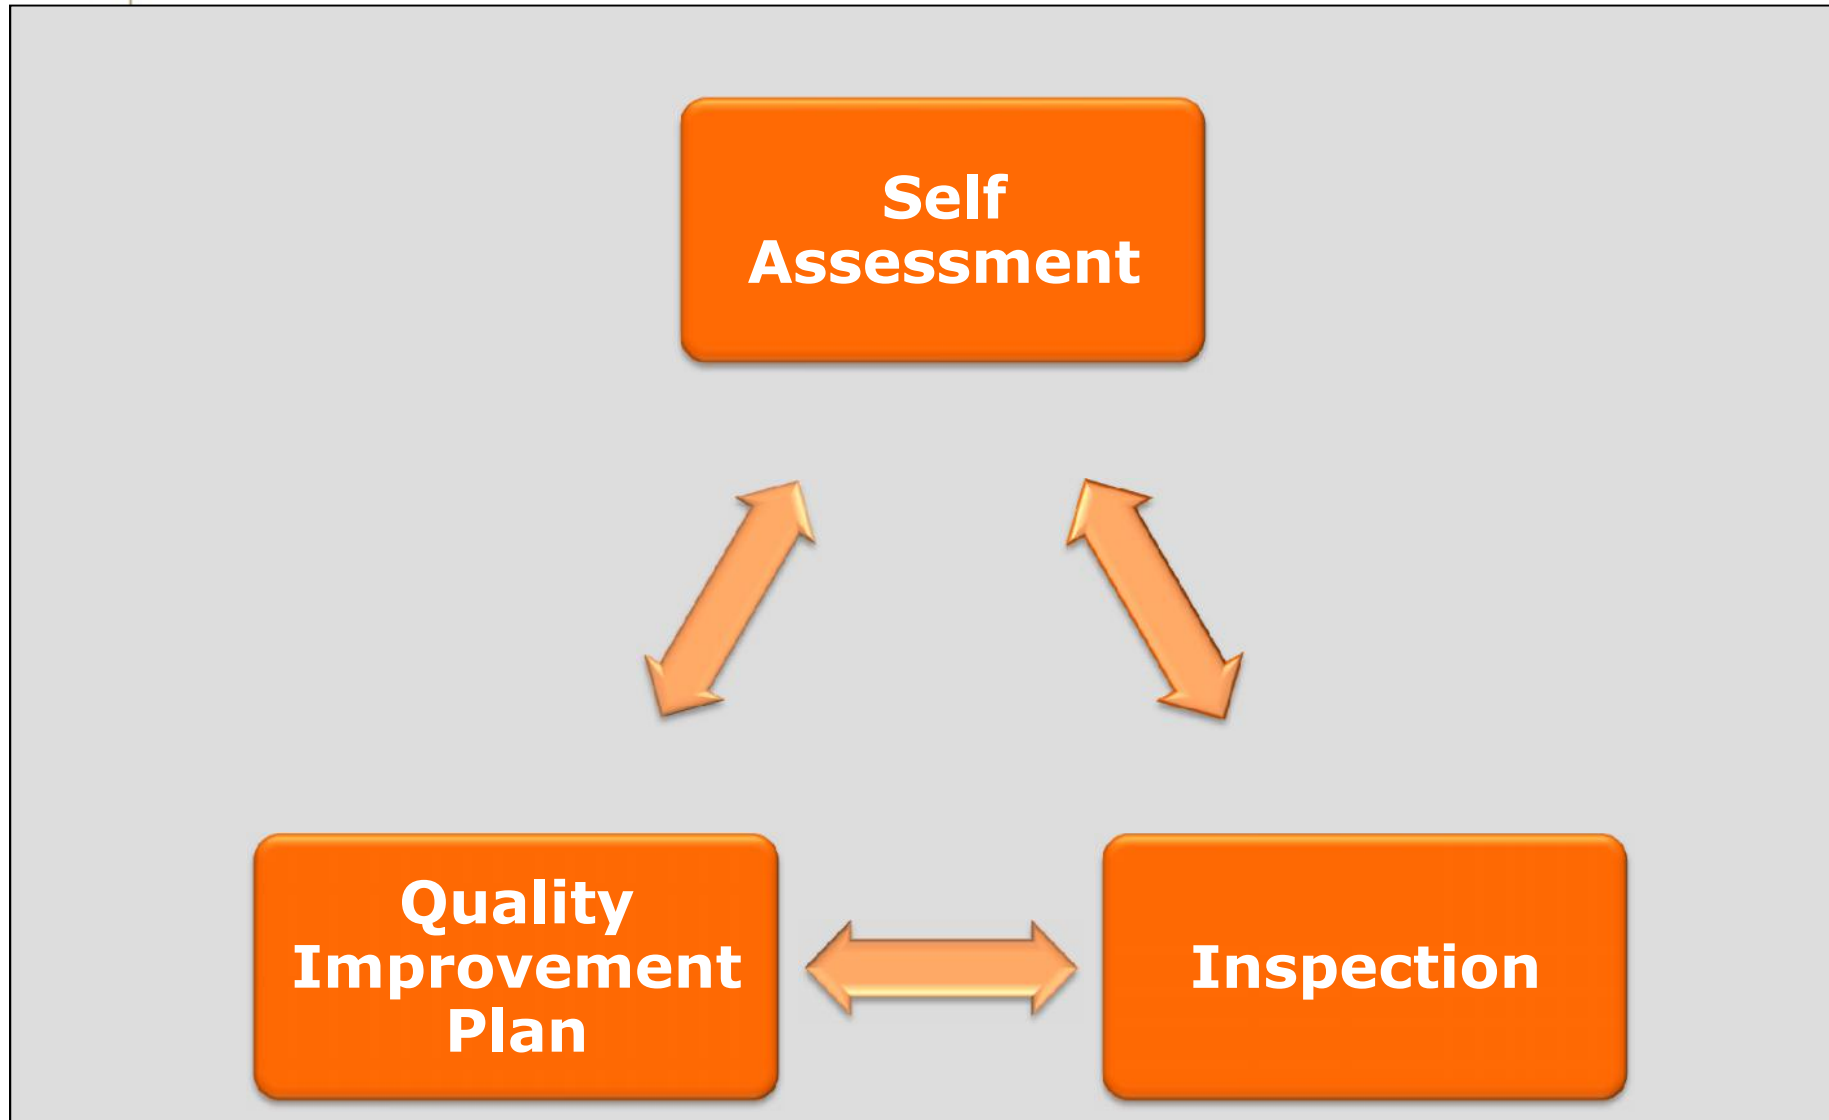 Self
Assessment
Quality
Improvement
Plan
Inspection